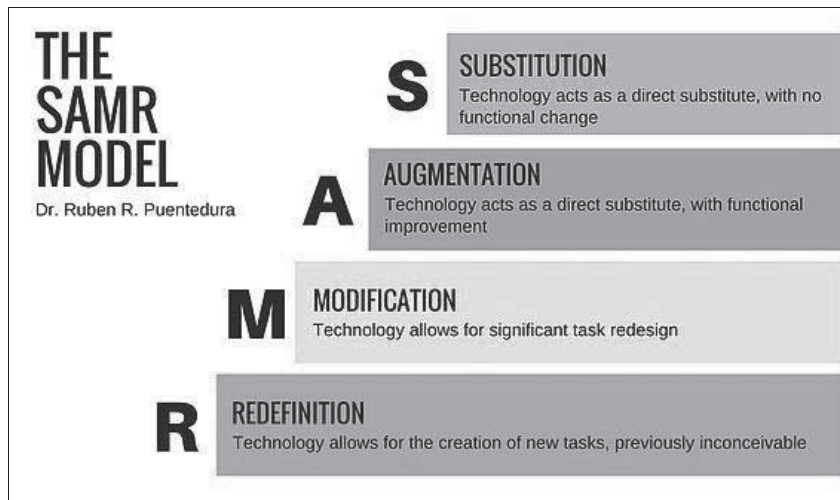 THE
SAMR
MODEL
Dr. Ruben R. Puentedura
S
SUBSTITUTION
Technology acts as a direct substitute, with no
functional change
A
AUGMENTATION
Technology acts as a direct substitute, with functional
improvement
M
MODIFICATION
Technology allows for significant task redesign
R
REDEFINITION
Technology allows for the creation of new tasks, previously inconceivable